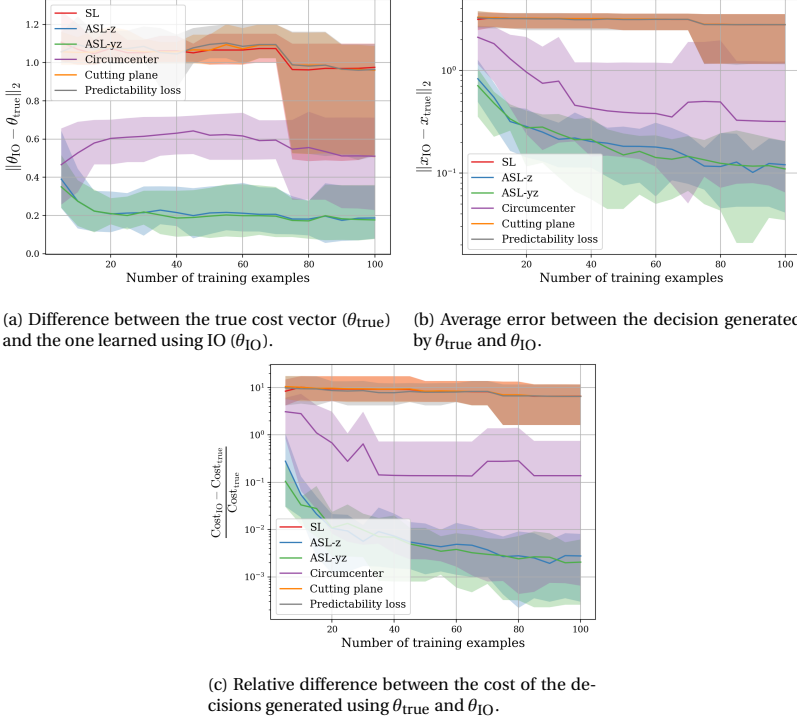 SL
ASL-z
ASL-yz
Circumcenter
Cutting plane
Predictability loss
1.2
1.0
0.8
0.6
0.4
0.2
0.0
20
40
60
80
100
‖θ_IO − θ_true‖₂
Number of training examples
(a) Difference between the true cost vector (θ_true)
and the one learned using IO (θ_IO).
10⁰
10⁻¹
SL
ASL-z
ASL-yz
Circumcenter
Cutting plane
Predictability loss
20
40
60
80
100
‖x_IO − x_true‖₂
Number of training examples
(b) Average error between the decision generated
by θ_true and θ_IO.
10¹
10⁰
10⁻¹
10⁻²
10⁻³
SL
ASL-z
ASL-yz
Circumcenter
Cutting plane
Predictability loss
20
40
60
80
100
Cost_IO − Cost_true
Cost_true
Number of training examples
(c) Relative difference between the cost of the de-
cisions generated using θ_true and θ_IO.